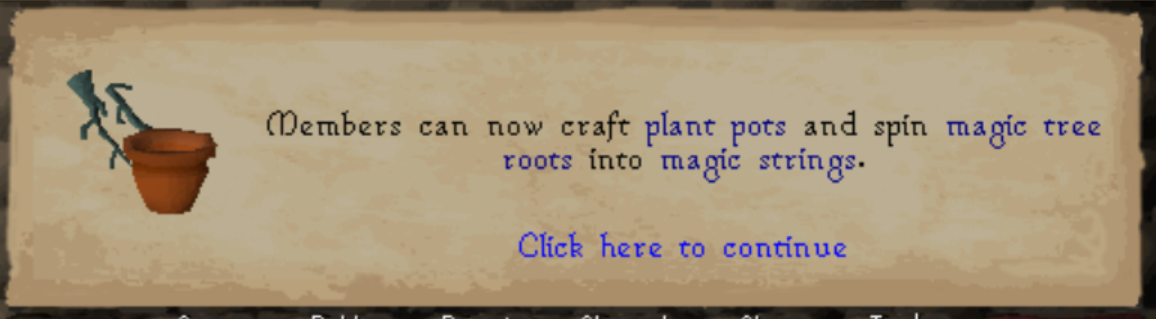 Members can now craft plant pots and spin magic tree
roots into magic strings.
Click here to continue